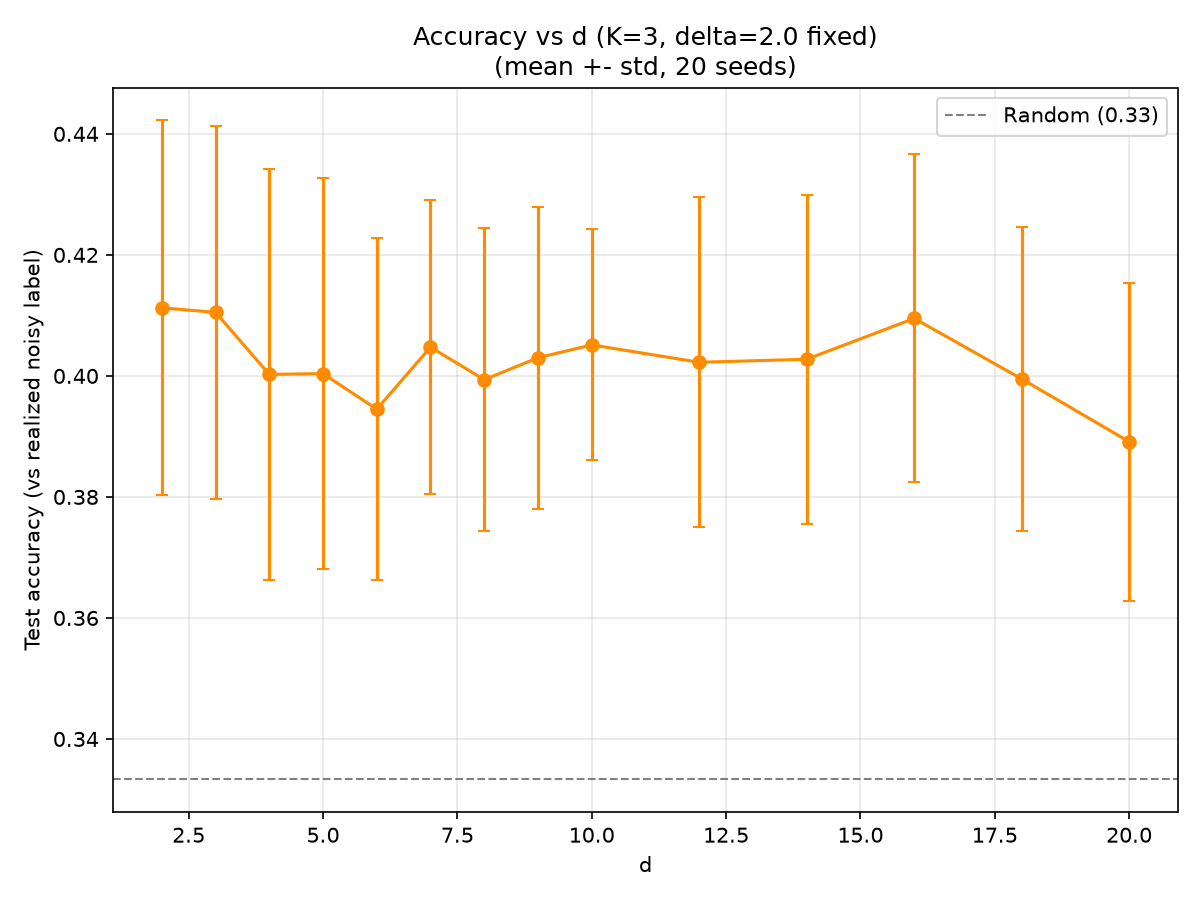 Accuracy vs d (K=3, delta=2.0 fixed)
(mean +- std, 20 seeds)
Random (0.33)
Test accuracy (vs realized noisy label)
0.44
0.42
0.40
0.38
0.36
0.34
2.5
5.0
7.5
10.0
12.5
15.0
17.5
20.0
d